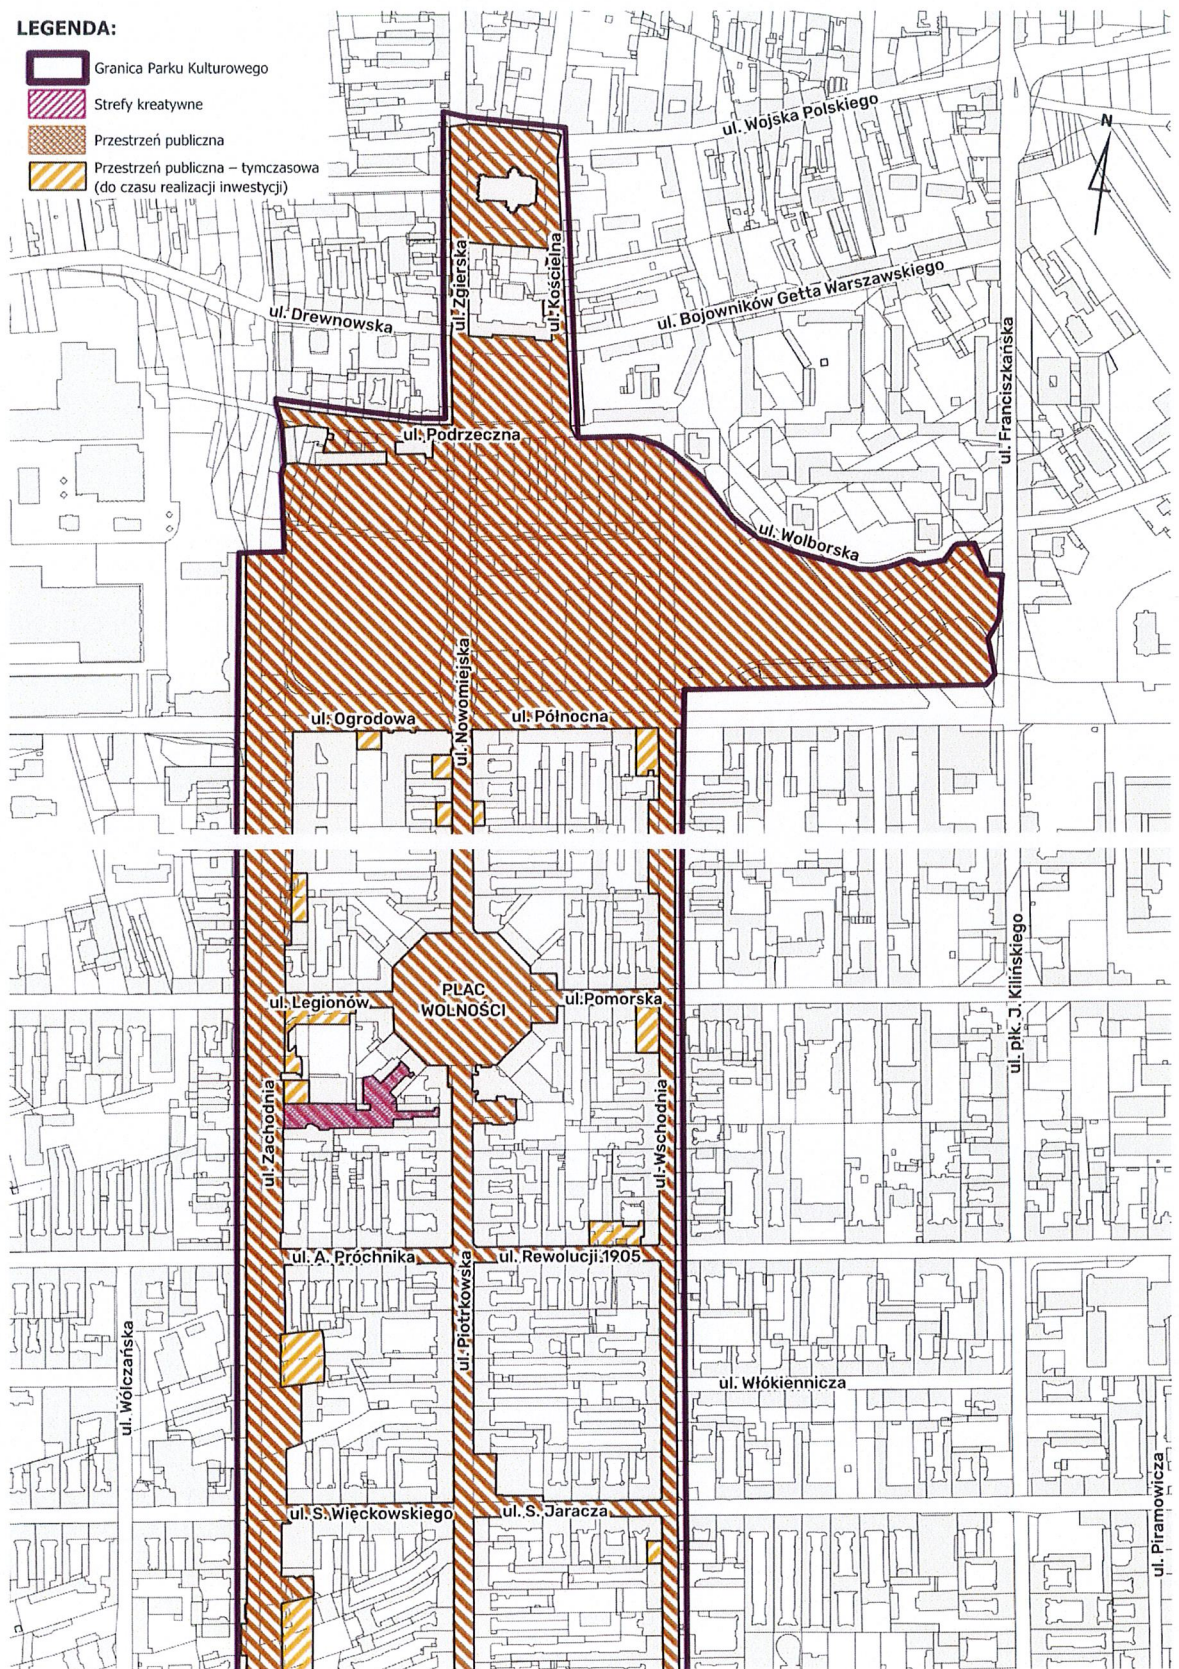 LEGENDA:
Granica Parku Kulturowego
Strefy kreatywne
Przestrzeń publiczna
Przestrzeń publiczna – tymczasowa
(do czasu realizacji inwestycji)
N
ul. Wojska Polskiego
ul. Zgierska
ul. Kościelna
ul. Bojowników Getta Warszawskiego
ul. Drewnowska
ul. Franciszkańska
ul. Podrzeczna
ul. Wolborska
ul. Nowomiejska
ul. Ogrodowa
ul. Północna
PLAC
WOLNOŚCI
ul. Legionów
ul.Pomorska
ul. płk. J. Kilińskiego
ul. Zachodnia
ul. Wschodnia
ul. A. Próchnika
ul. Rewolucji 1905
ul. Piotrkowska
ul. Wólczańska
ul. Włókiennicza
ul. S. Więckowskiego
ul. S. Jaracza
ul. Piramowicza